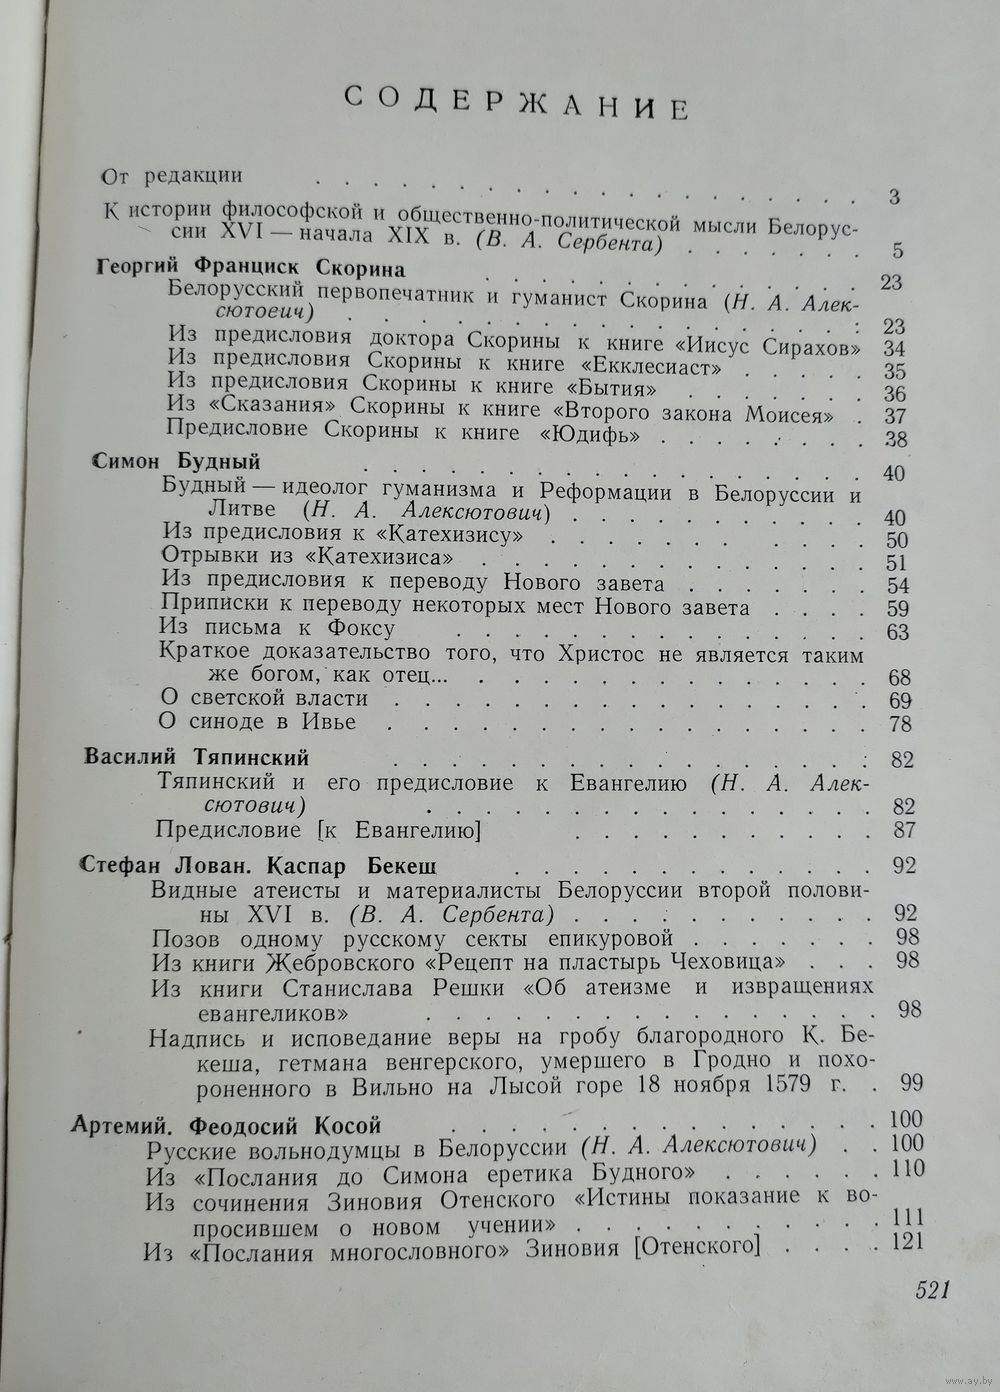 СОДЕРЖАНИЕ
От редакции . . . . . . . . . . . . . . . . . . . 3
К истории философской и общественно-политической мысли Белорус-
сии XVI — начала XIX в. (В. А. Сербента) . . . . . . . 5
Георгий Франциск Скорина . . . . . . . . . . . . . 23
Белорусский первопечатник и гуманист Скорина (Н. А. Алек-
сютович) . . . . . . . . . . . . . . . . . . 23
Из предисловия доктора Скорины к книге «Иисус Сирахов» 34
Из предисловия Скорины к книге «Екклесиаст» . . . . . 35
Из предисловия Скорины к книге «Бытия» . . . . . . . 36
Из «Сказания» Скорины к книге «Второго закона Моисея» . 37
Предисловие Скорины к книге «Юдифь» . . . . . . . . 38
Симон Будный . . . . . . . . . . . . . . . . . . 40
Будный — идеолог гуманизма и Реформации в Белоруссии и
Литве (Н. А. Алексютович) . . . . . . . . . . . 40
Из предисловия к «Катехизису» . . . . . . . . . . . 50
Отрывки из «Катехизиса» . . . . . . . . . . . . . . 51
Из предисловия к переводу Нового завета . . . . . . . 54
Приписки к переводу некоторых мест Нового завета . . . . 59
Из письма к Фоксу . . . . . . . . . . . . . . . 63
Краткое доказательство того, что Христос не является таким
же богом, как отец... . . . . . . . . . . . . . . 68
О светской власти . . . . . . . . . . . . . . . . . 69
О синоде в Ивье . . . . . . . . . . . . . . . . . 78
Василий Тяпинский . . . . . . . . . . . . . . . . . 82
Тяпинский и его предисловие к Евангелию (Н. А. Алек-
сютович) . . . . . . . . . . . . . . . . 82
Предисловие [к Евангелию] . . . . . . . . . . . 87
Стефан Лован. Каспар Бекеш . . . . . . . . . . . . . 92
Видные атеисты и материалисты Белоруссии второй полови-
ны XVI в. (В. А. Сербента) . . . . . . . . . . . 92
Позов одному русскому секты епикуровой . . . . . . . 98
Из книги Жебровского «Рецепт на пластырь Чеховица» . . . 98
Из книги Станислава Решки «Об атеизме и извращениях
евангеликов» . . . . . . . . . . . . . . . . 98
Надпись и исповедание веры на гробу благородного К. Бе-
кеша, гетмана венгерского, умершего в Гродно и похо-
роненного в Вильно на Лысой горе 18 ноября 1579 г. . 99
Артемий. Феодосий Косой . . . . . . . . . . . . . . . 100
Русские вольнодумцы в Белоруссии (Н. А. Алексютович) . . 100
Из «Послания до Симона еретика Будного» . . . . . . 110
Из сочинения Зиновия Отенского «Истины показание к во-
просившем о новом учении» . . . . . . . . . . . 111
Из «Послания многословного» Зиновия [Отенского] . . . . 121
521
www.ay.by